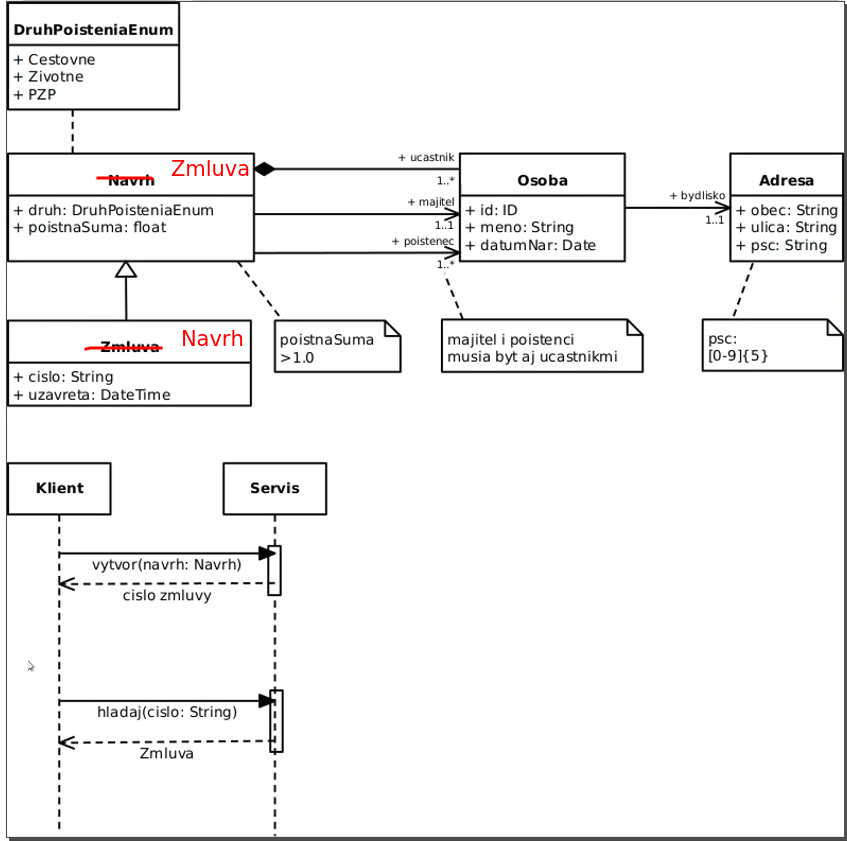 DruhPoisteniaEnum
+ Cestovne
+ Zivotne
+ PZP
Navrh
Zmluva
+ druh: DruhPoisteniaEnum
+ poistnaSuma: float
+ ucastnik
1..*
+ majitel
1..1
+ poistenec
1..*
Osoba
+ id: ID
+ meno: String
+ datumNar: Date
+ bydlisko
1..1
Adresa
+ obec: String
+ ulica: String
+ psc: String
Zmluva
Navrh
+ cislo: String
+ uzavreta: DateTime
poistnaSuma
>1.0
majitel i poistenci
musia byt aj ucastnikmi
psc:
[0-9]{5}
Klient
Servis
vytvor(navrh: Navrh)
cislo zmluvy
hladaj(cislo: String)
Zmluva